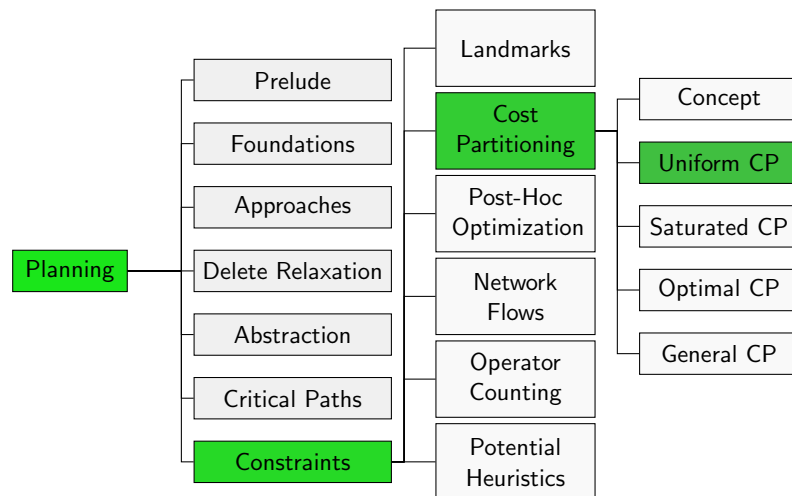 Planning
Prelude
Foundations
Approaches
Delete Relaxation
Abstraction
Critical Paths
Constraints
Landmarks
Cost
Partitioning
Post-Hoc
Optimization
Network
Flows
Operator
Counting
Potential
Heuristics
Concept
Uniform CP
Saturated CP
Optimal CP
General CP